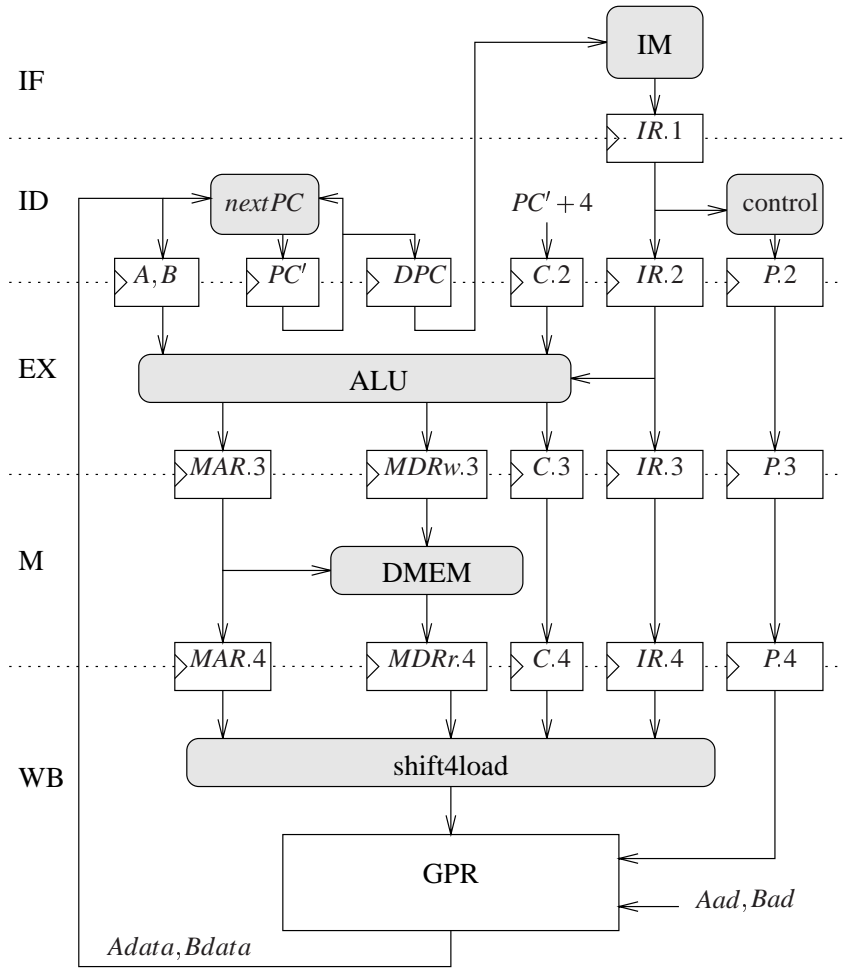 IM
IF
IR.1
ID
nextPC
PC′ + 4
control
A, B
PC′
DPC
C.2
IR.2
P.2
EX
ALU
MAR.3
MDRw.3
C.3
IR.3
P.3
M
DMEM
MAR.4
MDRr.4
C.4
IR.4
P.4
WB
shift4load
GPR
Aad, Bad
Adata, Bdata